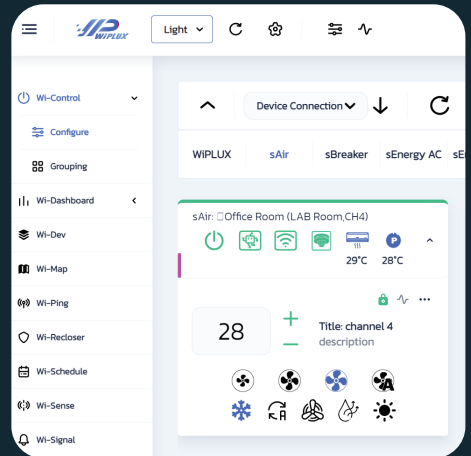 WiPLUX
Light
Wi-Control
Configure
Grouping
Wi-Dashboard
Wi-Dev
Wi-Map
Wi-Ping
Wi-Recloser
Wi-Schedule
Wi-Sense
Wi-Signal
Device Connection
WiPLUX sAir sBreaker sEnergy AC sE
sAir: Office Room (LAB Room,CH4)
P
29°C 28°C
28
Title: channel 4
description
A
A